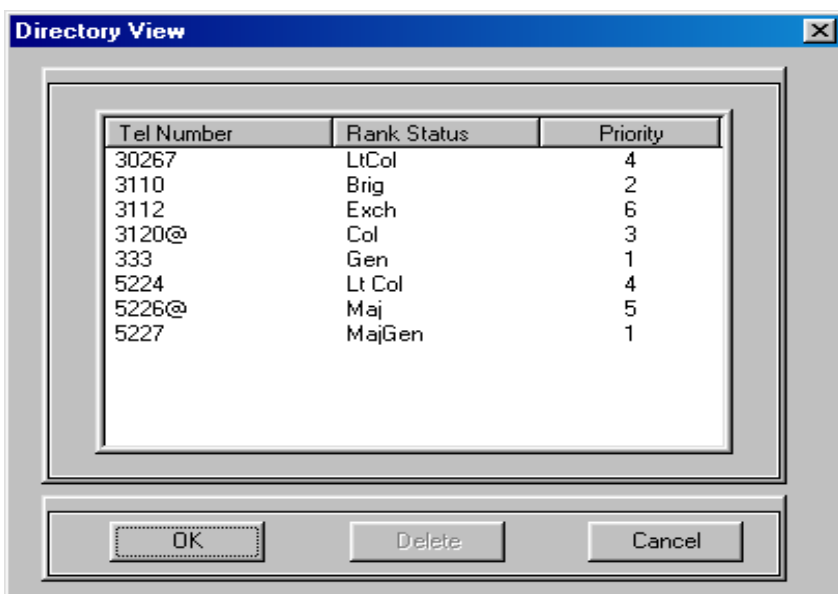 Directory View
Tel Number Rank Status Priority
30267 LtCol 4
3110 Brig 2
3112 Exch 6
3120@ Col 3
333 Gen 1
5224 Lt Col 4
5226@ Maj 5
5227 MajGen 1
OK Delete Cancel